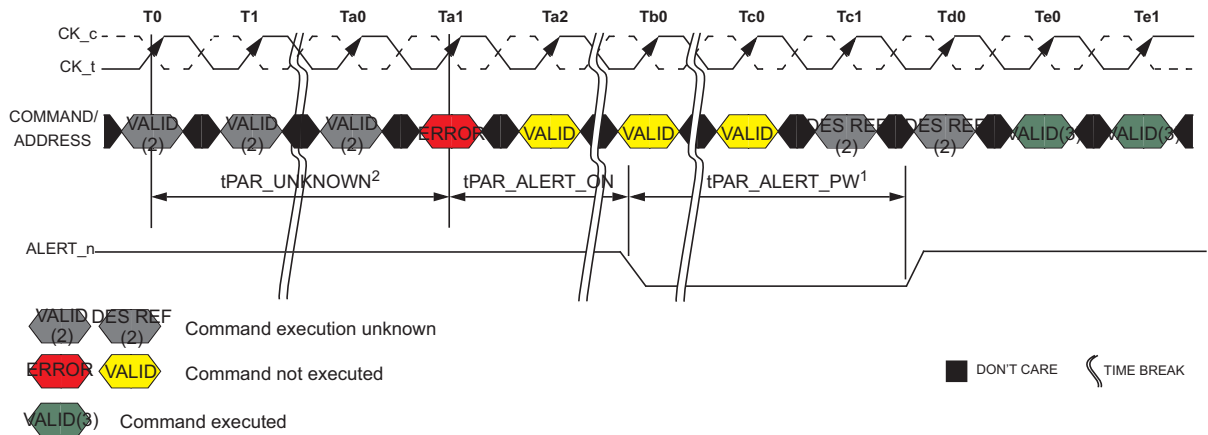 T0 T1 Ta0 Ta1 Ta2 Tb0 Tc0 Tc1 Td0 Te0 Te1
CK_c
CK_t
COMMAND/
ADDRESS
VALID (2) VALID (2) VALID (2) ERROR VALID VALID VALID DES REF (2) DES REF (2) VALID(3) VALID(3)
tPAR_UNKNOWN2 tPAR_ALERT_ON tPAR_ALERT_PW1
ALERT_n
VALID (2) DES REF (2) Command execution unknown
ERROR VALID Command not executed
DON'T CARE TIME BREAK
VALID(3) Command executed